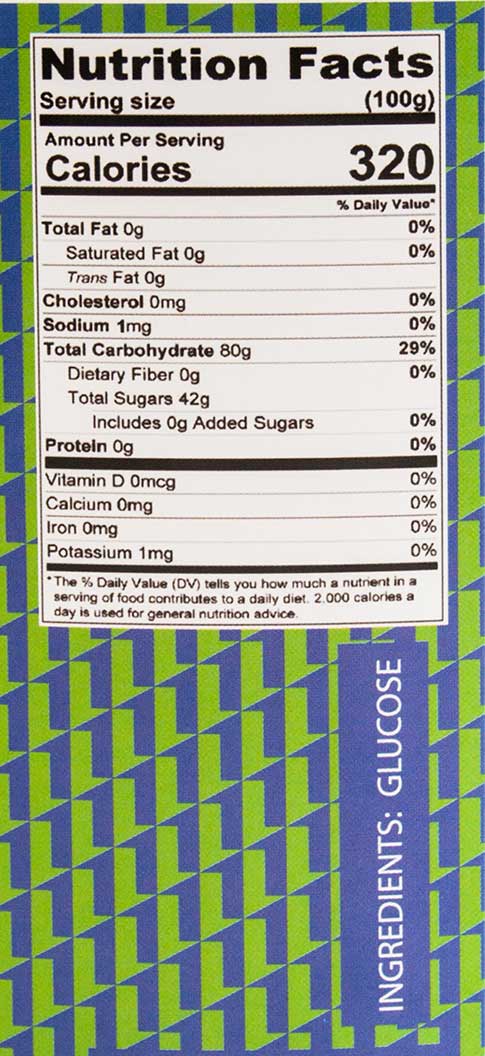 Nutrition Facts
Serving size (100g)
Amount Per Serving
Calories 320
% Daily Value*
Total Fat 0g 0%
Saturated Fat 0g 0%
Trans Fat 0g
Cholesterol 0mg 0%
Sodium 1mg 0%
Total Carbohydrate 80g 29%
Dietary Fiber 0g 0%
Total Sugars 42g
Includes 0g Added Sugars 0%
Protein 0g 0%
Vitamin D 0mcg 0%
Calcium 0mg 0%
Iron 0mg 0%
Potassium 1mg 0%
*The % Daily Value (DV) tells you how much a nutrient in a
serving of food contributes to a daily diet. 2,000 calories a
day is used for general nutrition advice.
INGREDIENTS: GLUCOSE